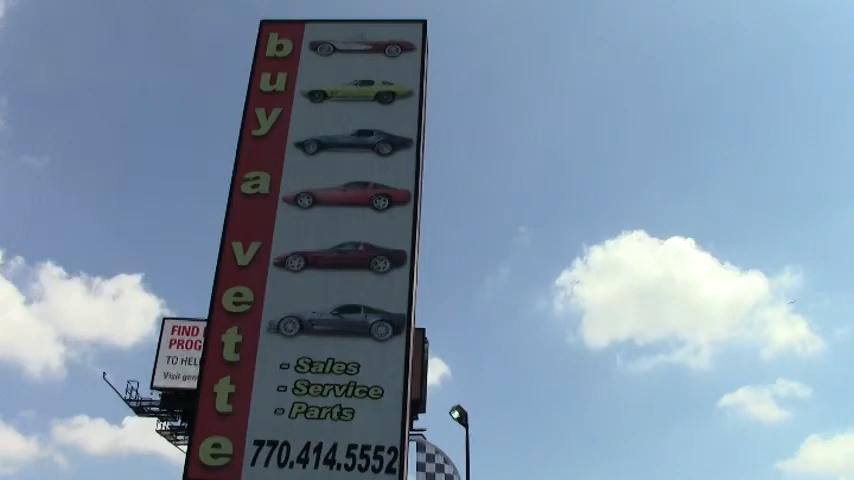 buy a vette
- Sales
- Service
- Parts
770.414.5552
FIND
PROG
TO HEL